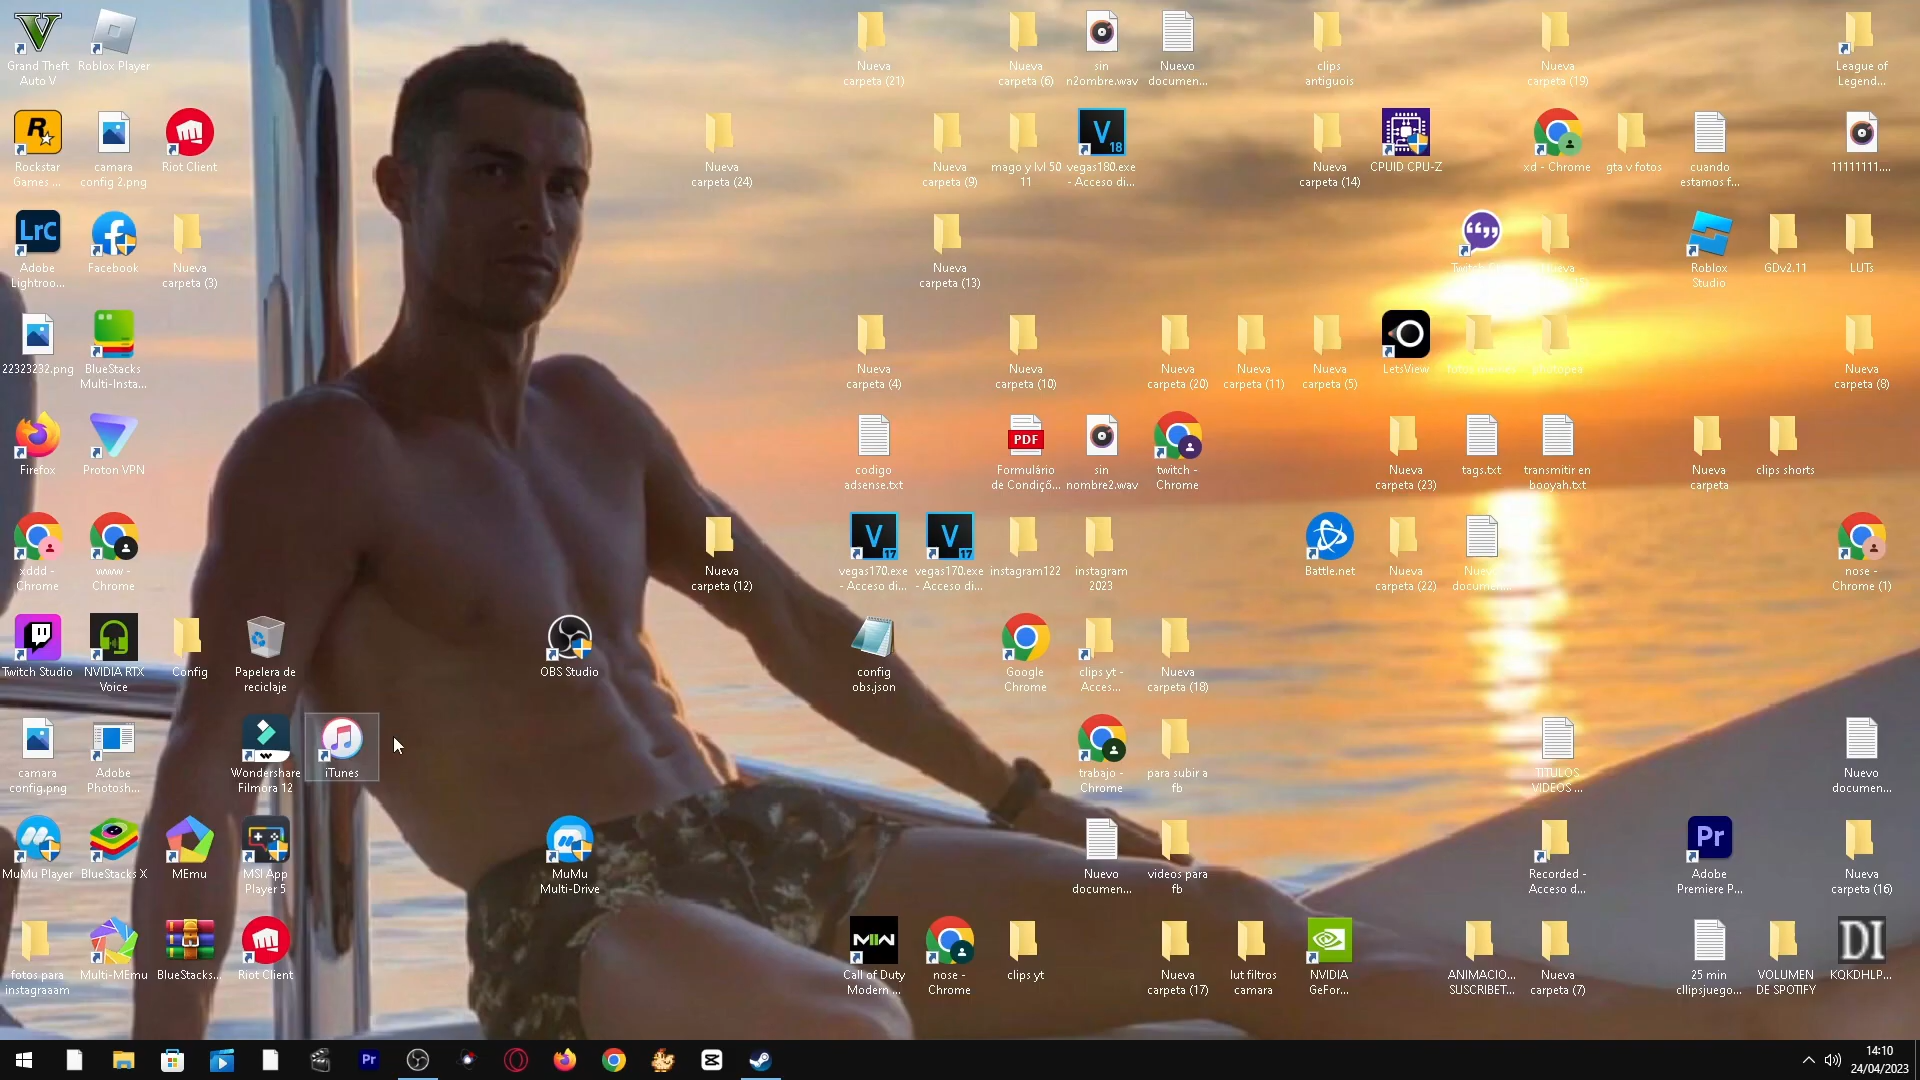 Grand Theft
Auto V
Roblox Player
Nueva
carpeta (21)
Nueva
carpeta (6)
sin
n2ombre.wav
Nuevo
documen...
clips
antiguois
Nueva
carpeta (19)
League of
Legend...
Rockstar
Games ...
camara
config 2.png
Riot Client
Nueva
carpeta (24)
Nueva
carpeta (9)
mago y lvl 50
11
V
18
vegas180.exe
- Acceso di...
Nueva
carpeta (14)
CPUID CPU-Z
xd - Chrome
gta v fotos
cuando
estamos f...
11111111....
LrC
Adobe
Lightroo...
Facebook
Nueva
carpeta (3)
Nueva
carpeta (13)
Roblox
Studio
GDv2.11
LUTs
22323232.png
BlueStacks
Multi-Insta...
Nueva
carpeta (4)
Nueva
carpeta (10)
Nueva
carpeta (20)
Nueva
carpeta (11)
Nueva
carpeta (5)
LetsView
photopea
Nueva
carpeta (8)
Firefox
Proton VPN
codigo
adsense.txt
PDF
Formulário
de Condiçõ...
sin
nombre2.wav
twitch -
Chrome
Nueva
carpeta (23)
tags.txt
transmitir en
booyah.txt
Nueva
carpeta
clips shorts
xddd -
Chrome
www -
Chrome
Nueva
carpeta (12)
V
17
vegas170.exe
- Acceso di...
V
17
vegas170.exe
- Acceso di...
instagram122
instagram
2023
Battle.net
Nueva
carpeta (22)
Nuevo
documen...
nose -
Chrome (1)
Twitch Studio
NVIDIA RTX
Voice
Config
Papelera de
reciclaje
OBS Studio
config
obs.json
Google
Chrome
clips yt -
Acces...
Nueva
carpeta (18)
camara
config.png
Adobe
Photosh...
Wondershare
Filmora 12
iTunes
trabajo -
Chrome
para subir a
fb
TITULOS
VIDEOS ...
Nuevo
documen...
MuMu Player
BlueStacks X
MEmu
MSI App
Player 5
MuMu
Multi-Drive
Nuevo
documen...
videos para
fb
Recorded -
Acceso d...
Pr
Adobe
Premiere P...
Nueva
carpeta (16)
fotos para
instagraaam
Multi-MEmu
BlueStacks...
Riot Client
MW
Call of Duty
Modern ...
nose -
Chrome
clips yt
Nueva
carpeta (17)
lut filtros
camara
NVIDIA
GeFor...
ANIMACIO...
SUSCRIBET...
Nueva
carpeta (7)
25 min
cllipsjuego...
VOLUMEN
DE SPOTIFY
DI
KQKDHLP...
Pr
14:10
24/04/2023